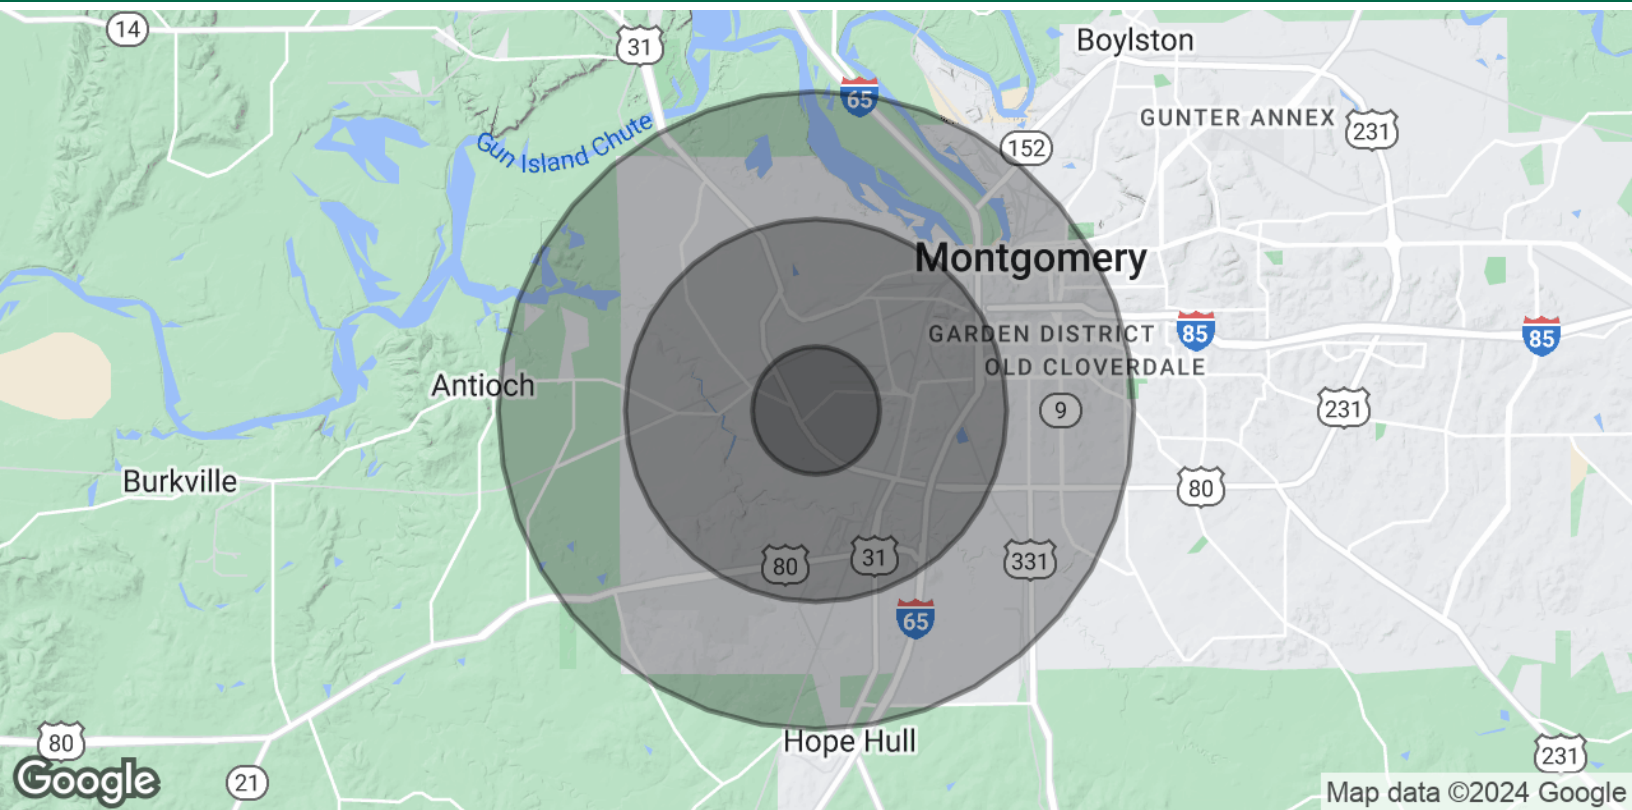 14
31
Boylston
65
GUNTER ANNEX
231
Gun Island Chute
152
Montgomery
GARDEN DISTRICT
85
85
OLD CLOVERDALE
Antioch
9
231
Burkville
80
80
31
331
65
80
Hope Hull
231
21
Google
Map data ©2024 Google